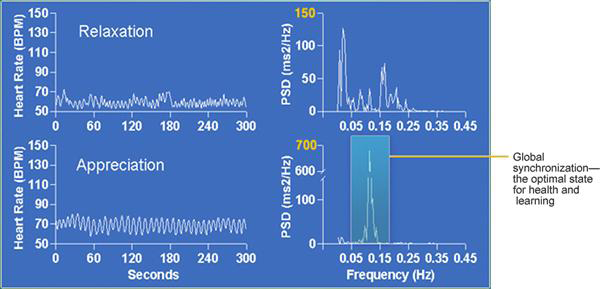 Relaxation
Heart Rate (BPM)
150
130
110
90
70
50
0 60 120 180 240 300
PSD (ms2/Hz)
150
100
50
0
0.05 0.15 0.25 0.35 0.45
Appreciation
Heart Rate (BPM)
150
130
110
90
70
50
0 60 120 180 240 300
Seconds
PSD (ms2/Hz)
700
600
100
0
0.05 0.15 0.25 0.35 0.45
Frequency (Hz)
Global
synchronization—
the optimal state
for health and
learning